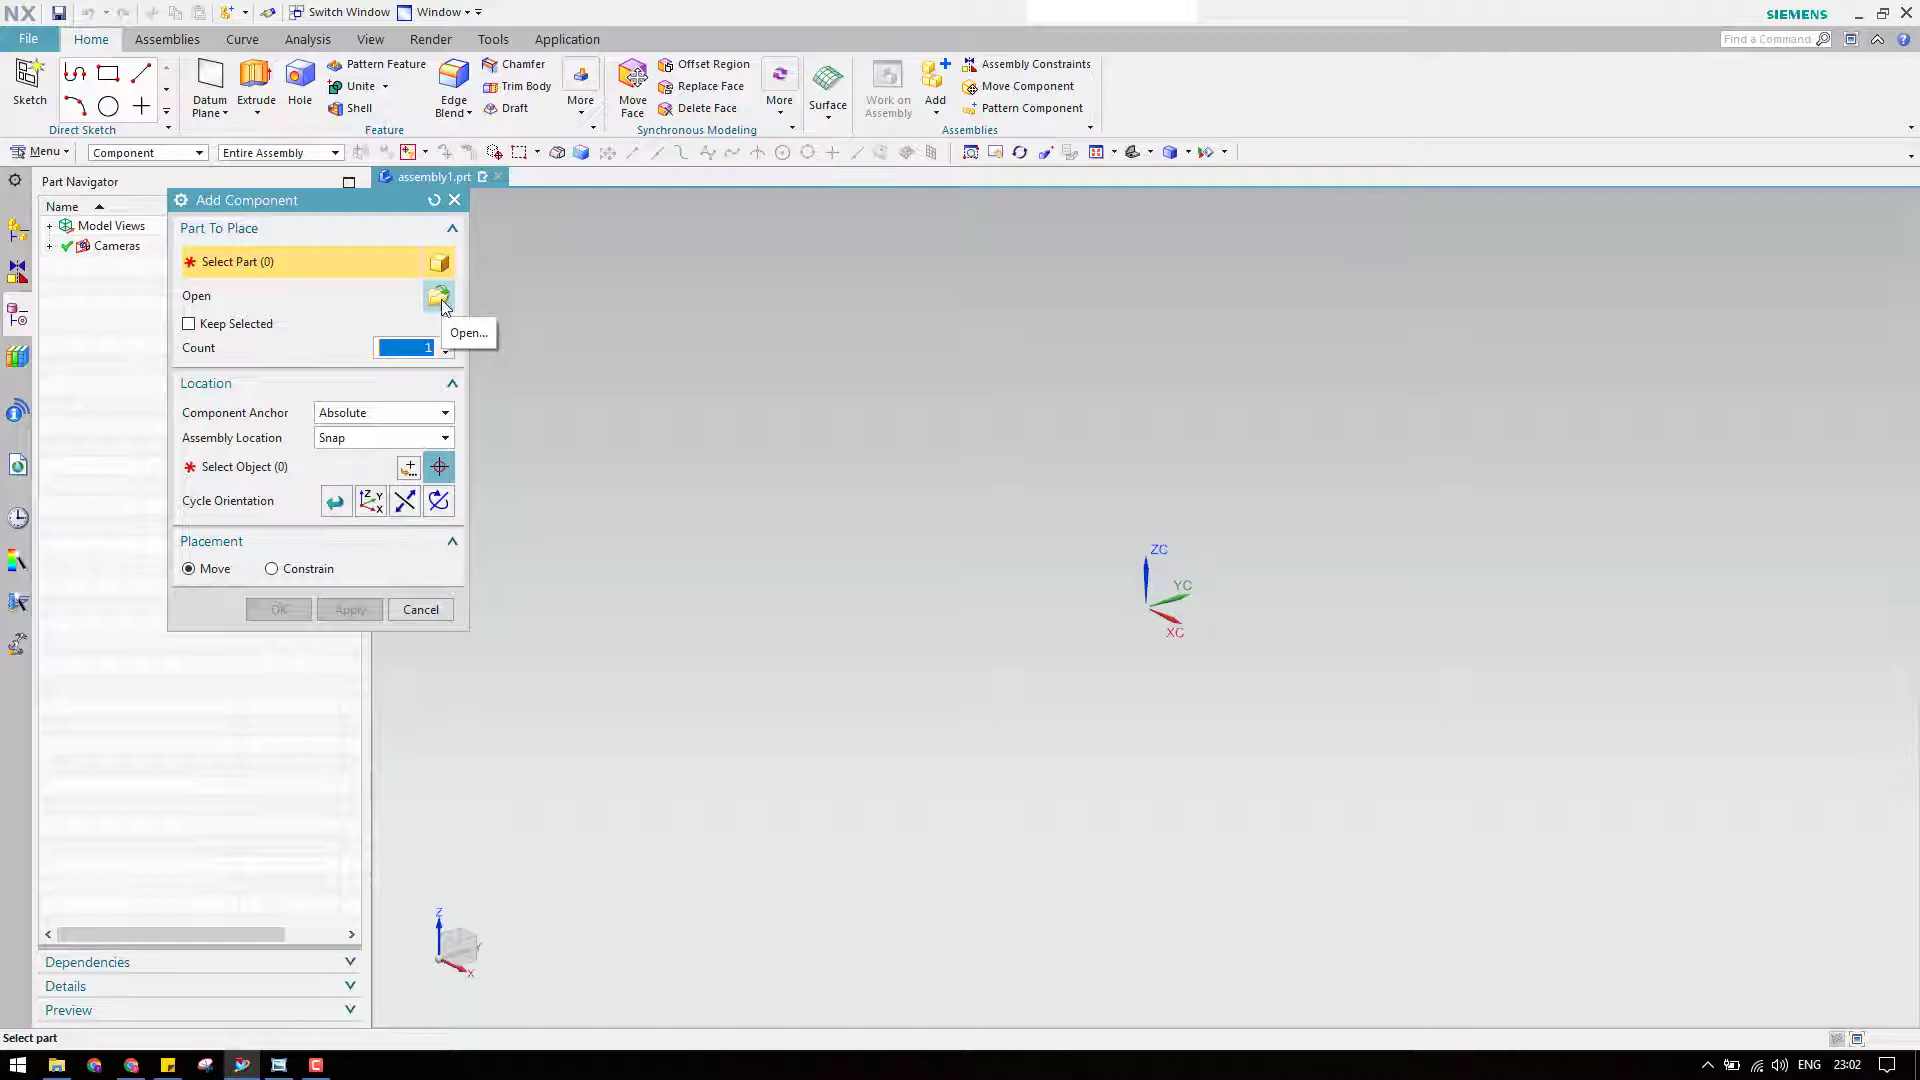 NX Switch Window Window SIEMENS
File Home Assemblies Curve Analysis View Render Tools Application Find a Command
Sketch
Direct Sketch
Datum Plane
Extrude
Hole
Pattern Feature
Unite
Shell
Edge Blend
Chamfer
Trim Body
Draft
More
Feature
Move Face
Offset Region
Replace Face
Delete Face
More
Synchronous Modeling
Surface
Work on Assembly
Add
Assembly Constraints
Move Component
Pattern Component
Assemblies
Menu Component Entire Assembly
Part Navigator
assembly1.prt
Name
Model Views
Cameras
Add Component
Part To Place
* Select Part (0)
Open
Open...
Keep Selected
Count 1
Location
Component Anchor Absolute
Assembly Location Snap
* Select Object (0)
Cycle Orientation
Placement
Move Constrain
OK Apply Cancel
ZC
YC
XC
Z
X
Dependencies
Details
Preview
Select part
ENG 23:02